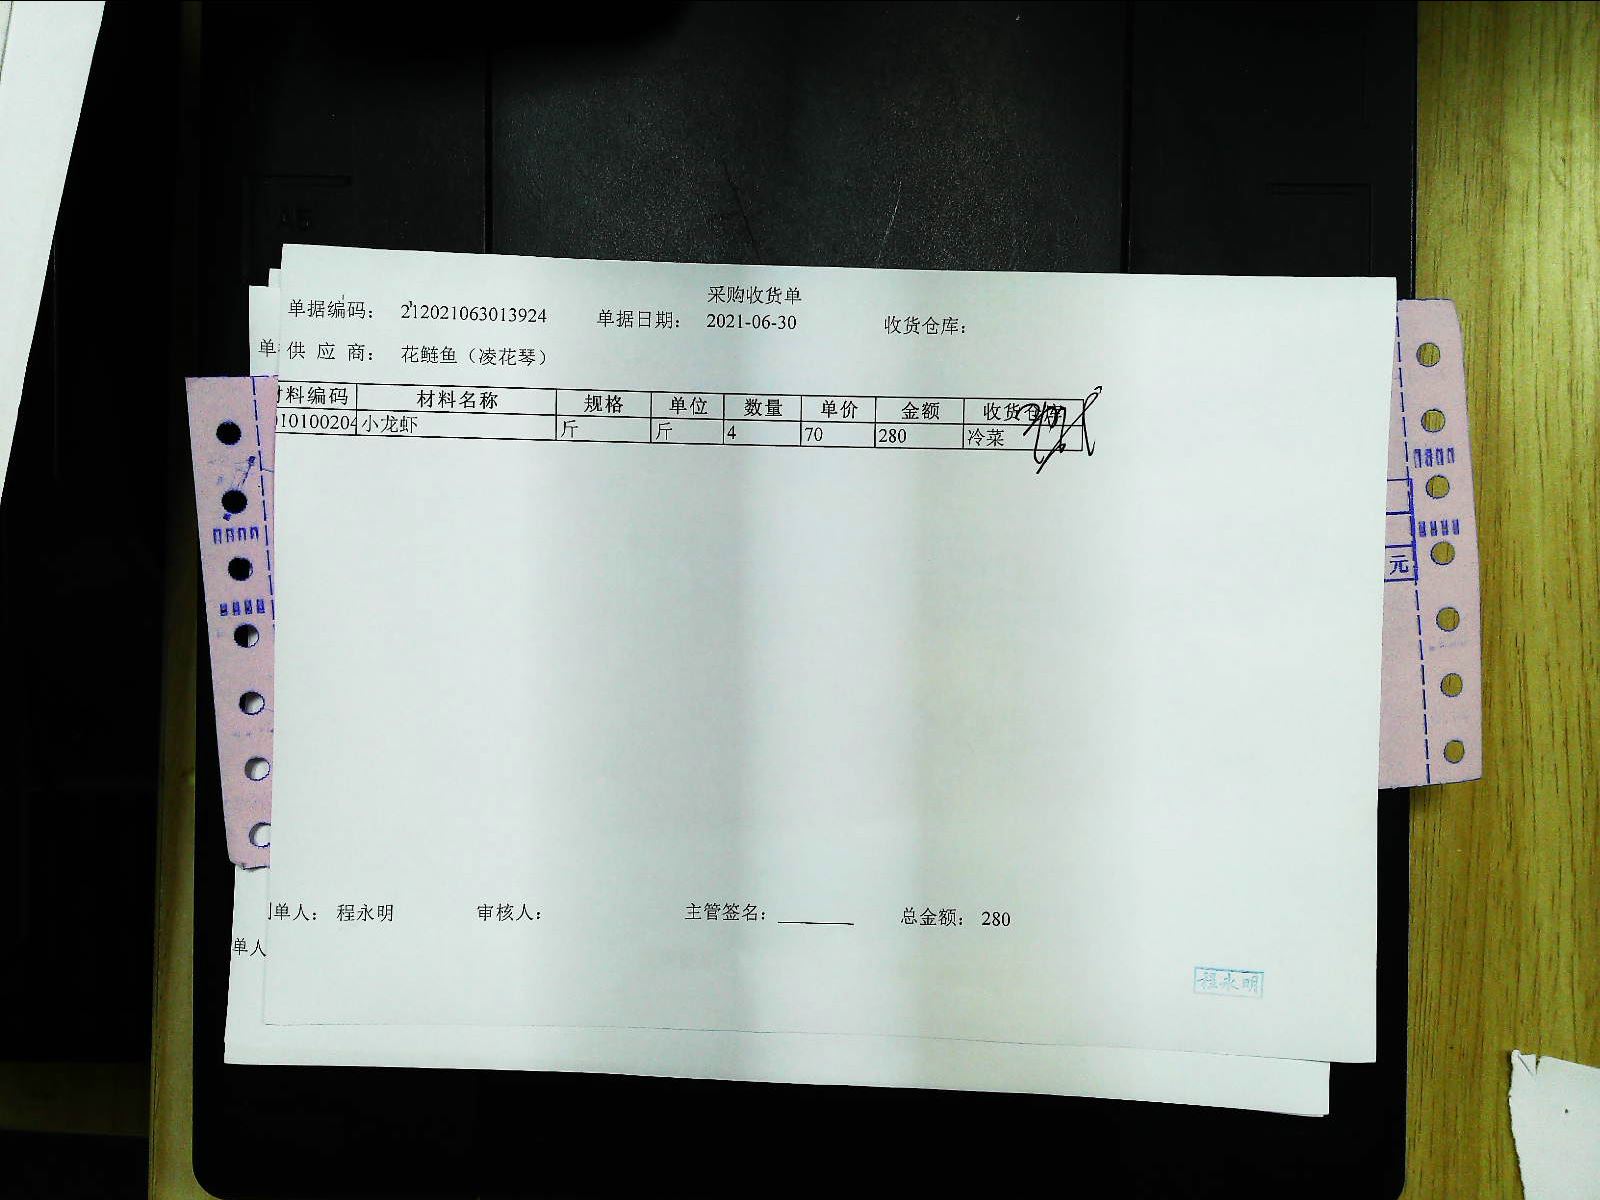 采购收货单
单据编码： 212021063013924 单据日期： 2021-06-30 收货仓库：
单 供 应 商： 花鲢鱼（凌花琴）
材料编码 材料名称 规格 单位 数量 单价 金额 收货仓库
10100204 小龙虾 斤 斤 4 70 280 冷菜
元
制单人： 程永明 审核人： 主管签名： 总金额： 280
单人
程永明